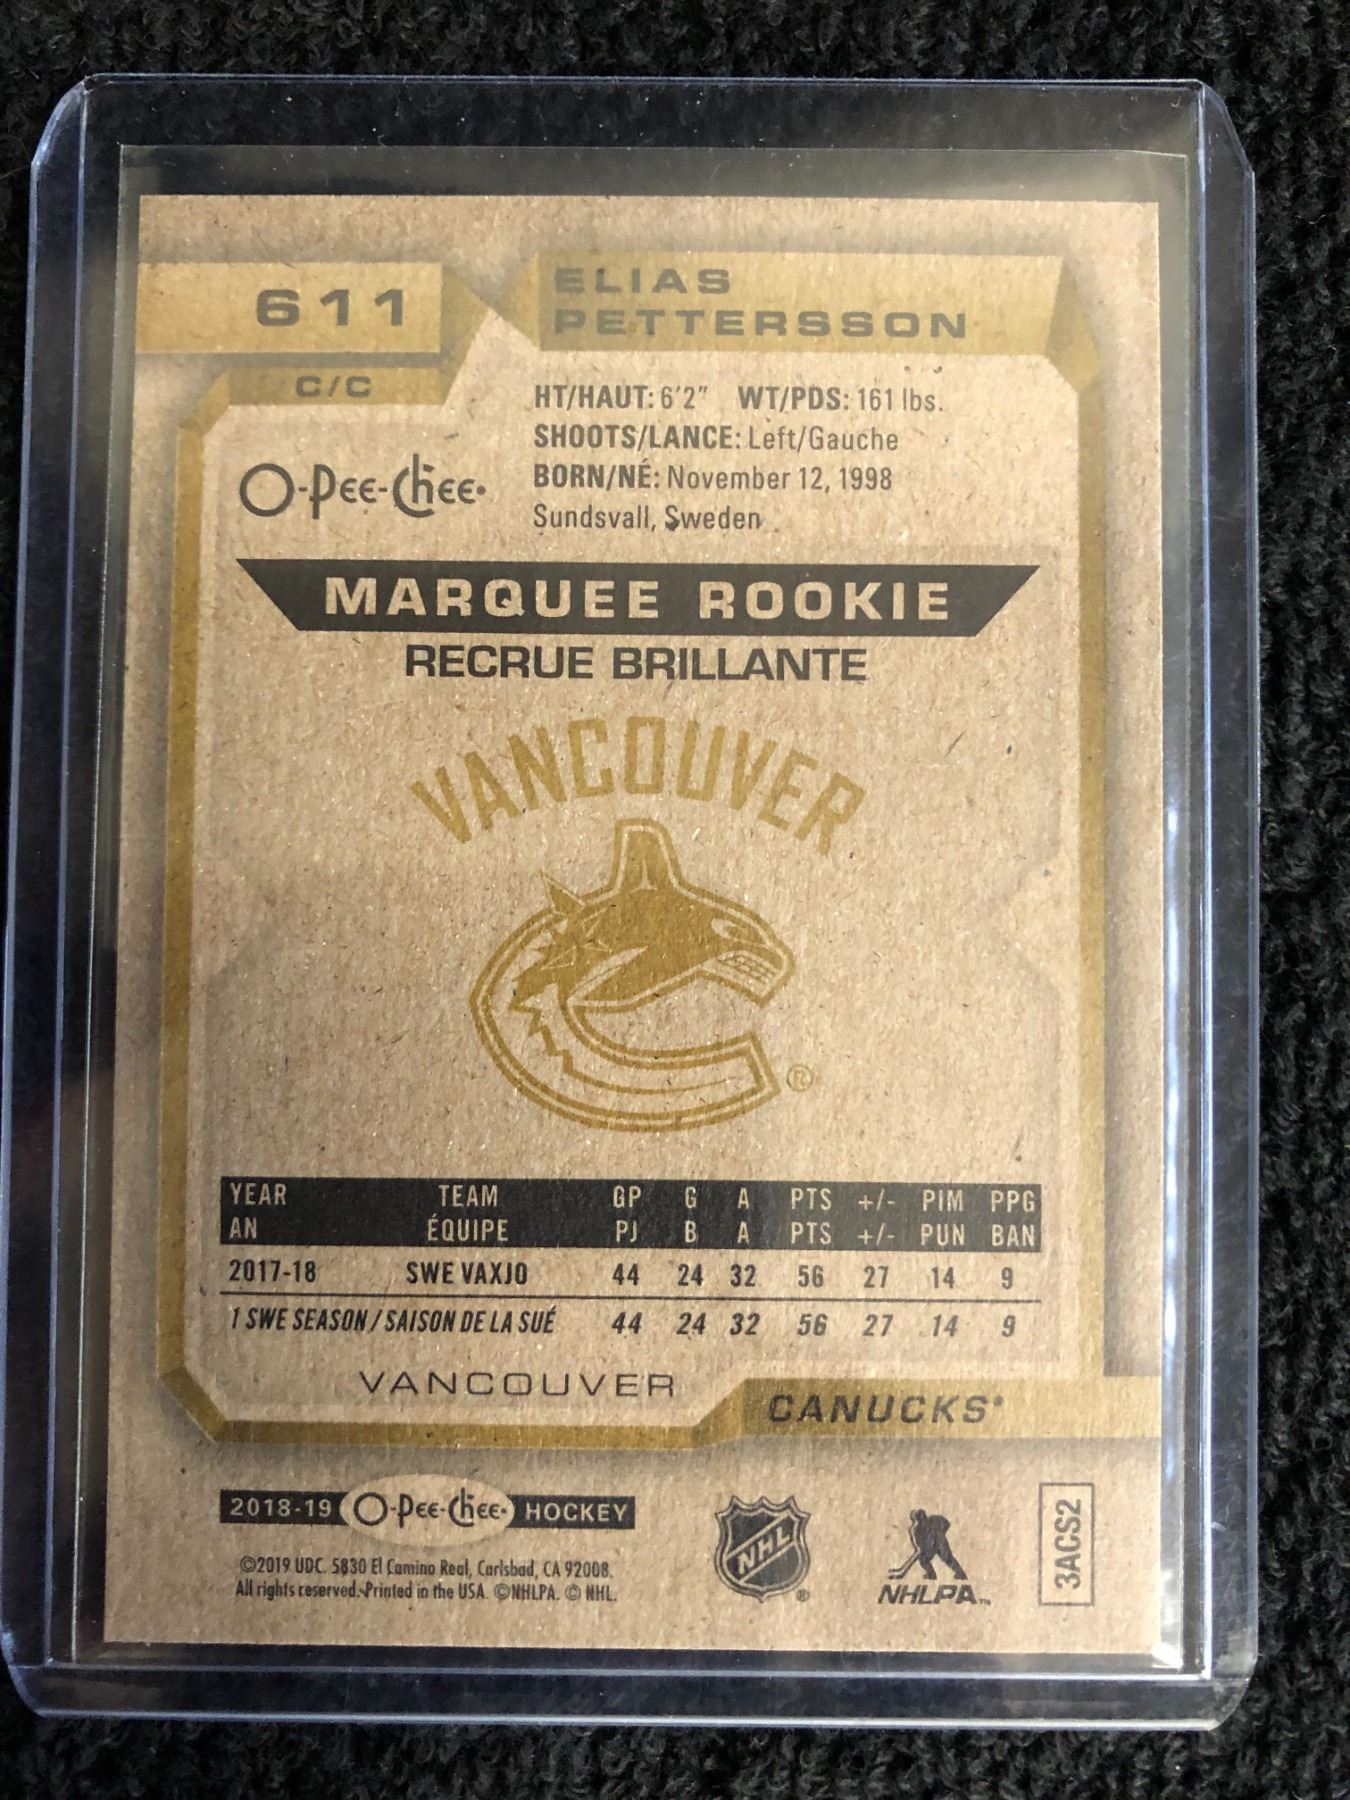 611
ELIAS
PETTERSSON
C/C
O-Pee-Chee
HT/HAUT: 6'2" WT/PDS: 161 lbs.
SHOOTS/LANCE: Left/Gauche
BORN/NÉ: November 12, 1998
Sundsvall, Sweden
MARQUEE ROOKIE
RECRUE BRILLANTE
VANCOUVER
®
YEAR TEAM GP G A PTS +/- PIM PPG
AN ÉQUIPE PJ B A PTS +/- PUN BAN
2017-18 SWE VAXJO 44 24 32 56 27 14 9
1 SWE SEASON / SAISON DE LA SUÉ 44 24 32 56 27 14 9
VANCOUVER
CANUCKS
2018-19 O-Pee-Chee HOCKEY
©2019 UDC. 5830 El Camino Real, Carlsbad, CA 92008.
All rights reserved. Printed in the USA. ©NHLPA. © NHL.
NHL®
NHLPA™
3ACS2